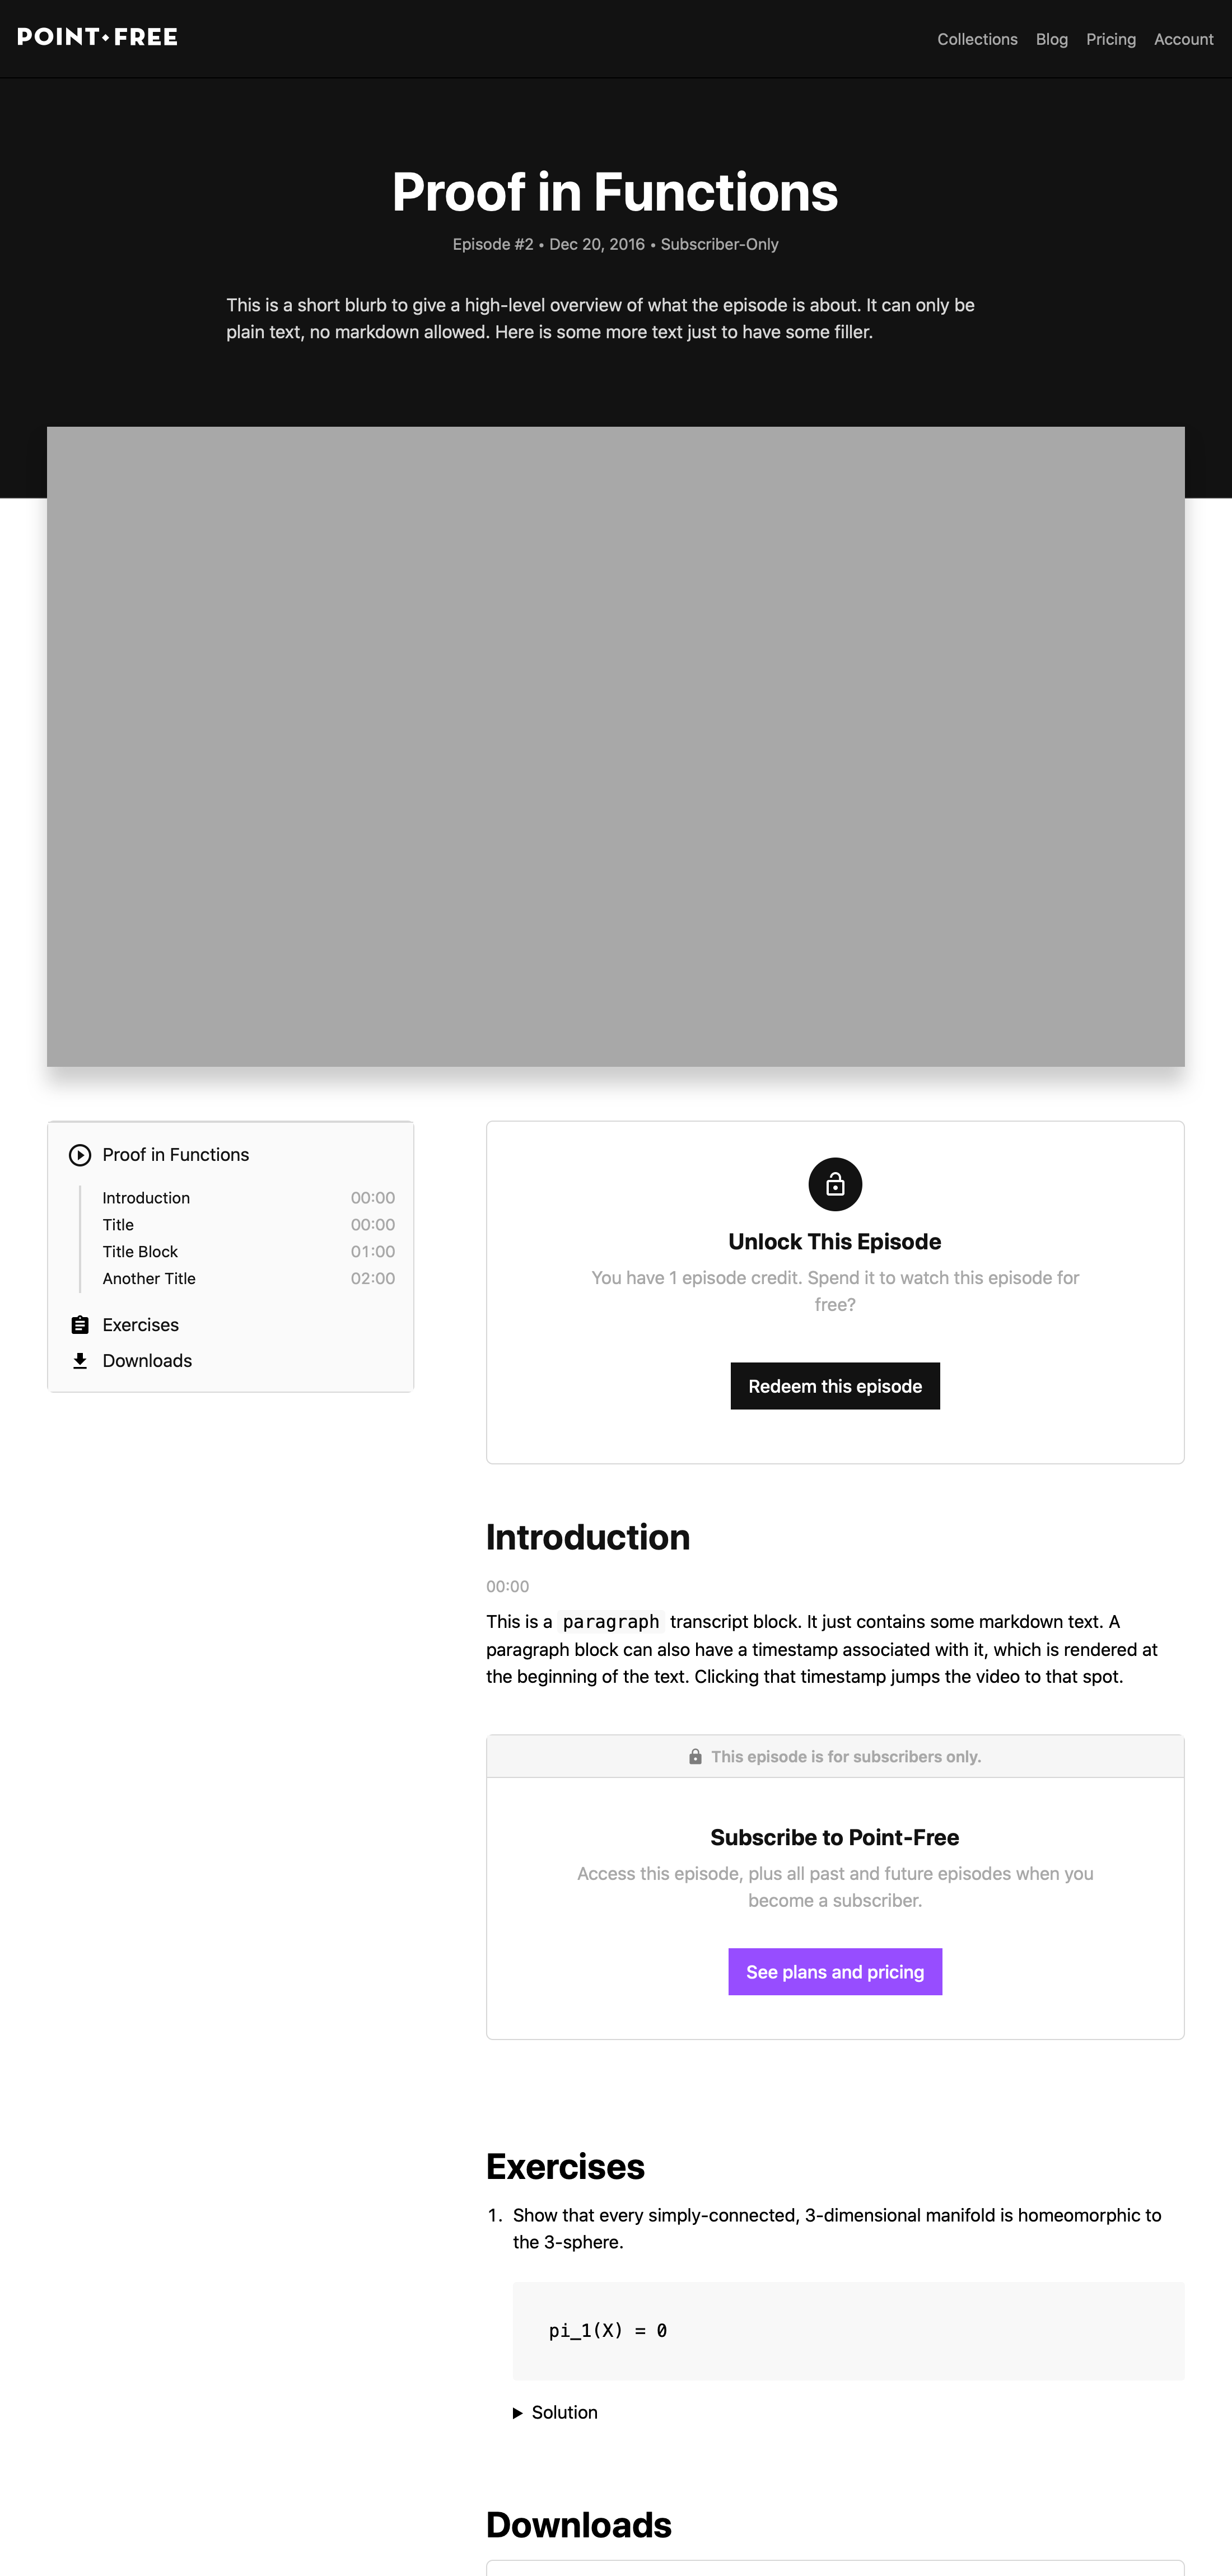 POINT•FREE
Collections Blog Pricing Account
Proof in Functions
Episode #2 • Dec 20, 2016 • Subscriber-Only
This is a short blurb to give a high-level overview of what the episode is about. It can only be
plain text, no markdown allowed. Here is some more text just to have some filler.
Proof in Functions
Introduction 00:00
Title 00:00
Title Block 01:00
Another Title 02:00
Exercises
Downloads
Unlock This Episode
You have 1 episode credit. Spend it to watch this episode for
free?
Redeem this episode
Introduction
00:00
This is a paragraph transcript block. It just contains some markdown text. A
paragraph block can also have a timestamp associated with it, which is rendered at
the beginning of the text. Clicking that timestamp jumps the video to that spot.
This episode is for subscribers only.
Subscribe to Point-Free
Access this episode, plus all past and future episodes when you
become a subscriber.
See plans and pricing
Exercises
1. Show that every simply-connected, 3-dimensional manifold is homeomorphic to
the 3-sphere.
pi_1(X) = 0
Solution
Downloads